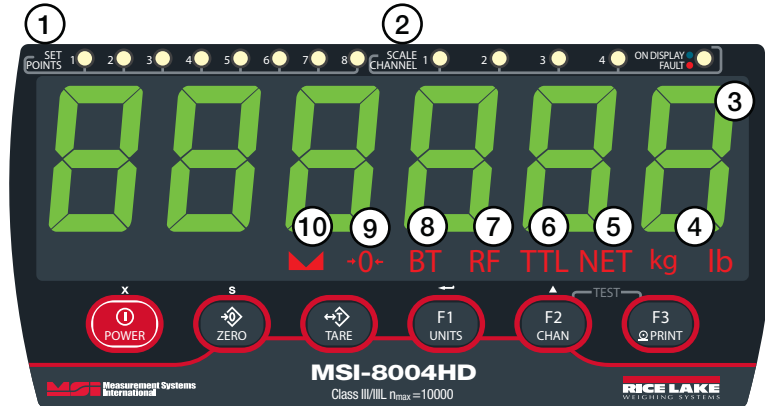 1 2
SET POINTS 1 2 3 4 5 6 7 8 SCALE CHANNEL 1 2 3 4 ON DISPLAY FAULT
3
888888
10 9 8 7 6 5 4
→0← BT RF TTL NET kg lb
X S ↵ ▲ TEST
POWER ZERO TARE F1 UNITS F2 CHAN F3 PRINT
MSI-8004HD
MSI Measurement Systems International
Class III/IIIL nmax =10000
RICE LAKE
WEIGHING SYSTEMS